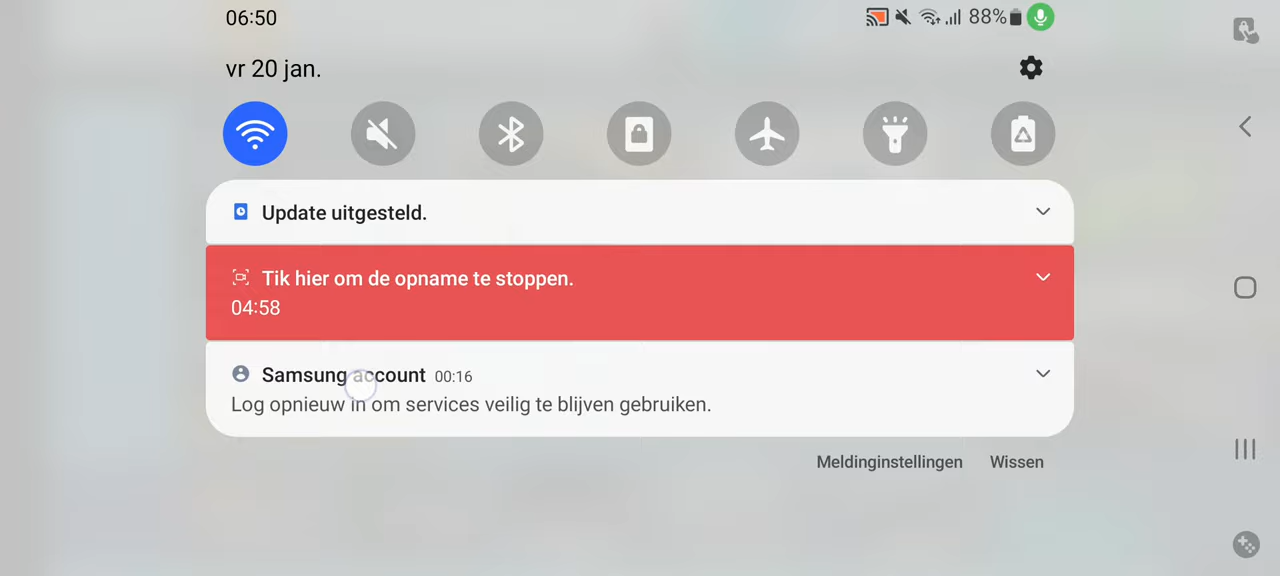 06:50
88%
vr 20 jan.
Update uitgesteld.
Tik hier om de opname te stoppen.
04:58
Samsung account 00:16
Log opnieuw in om services veilig te blijven gebruiken.
Meldinginstellingen Wissen